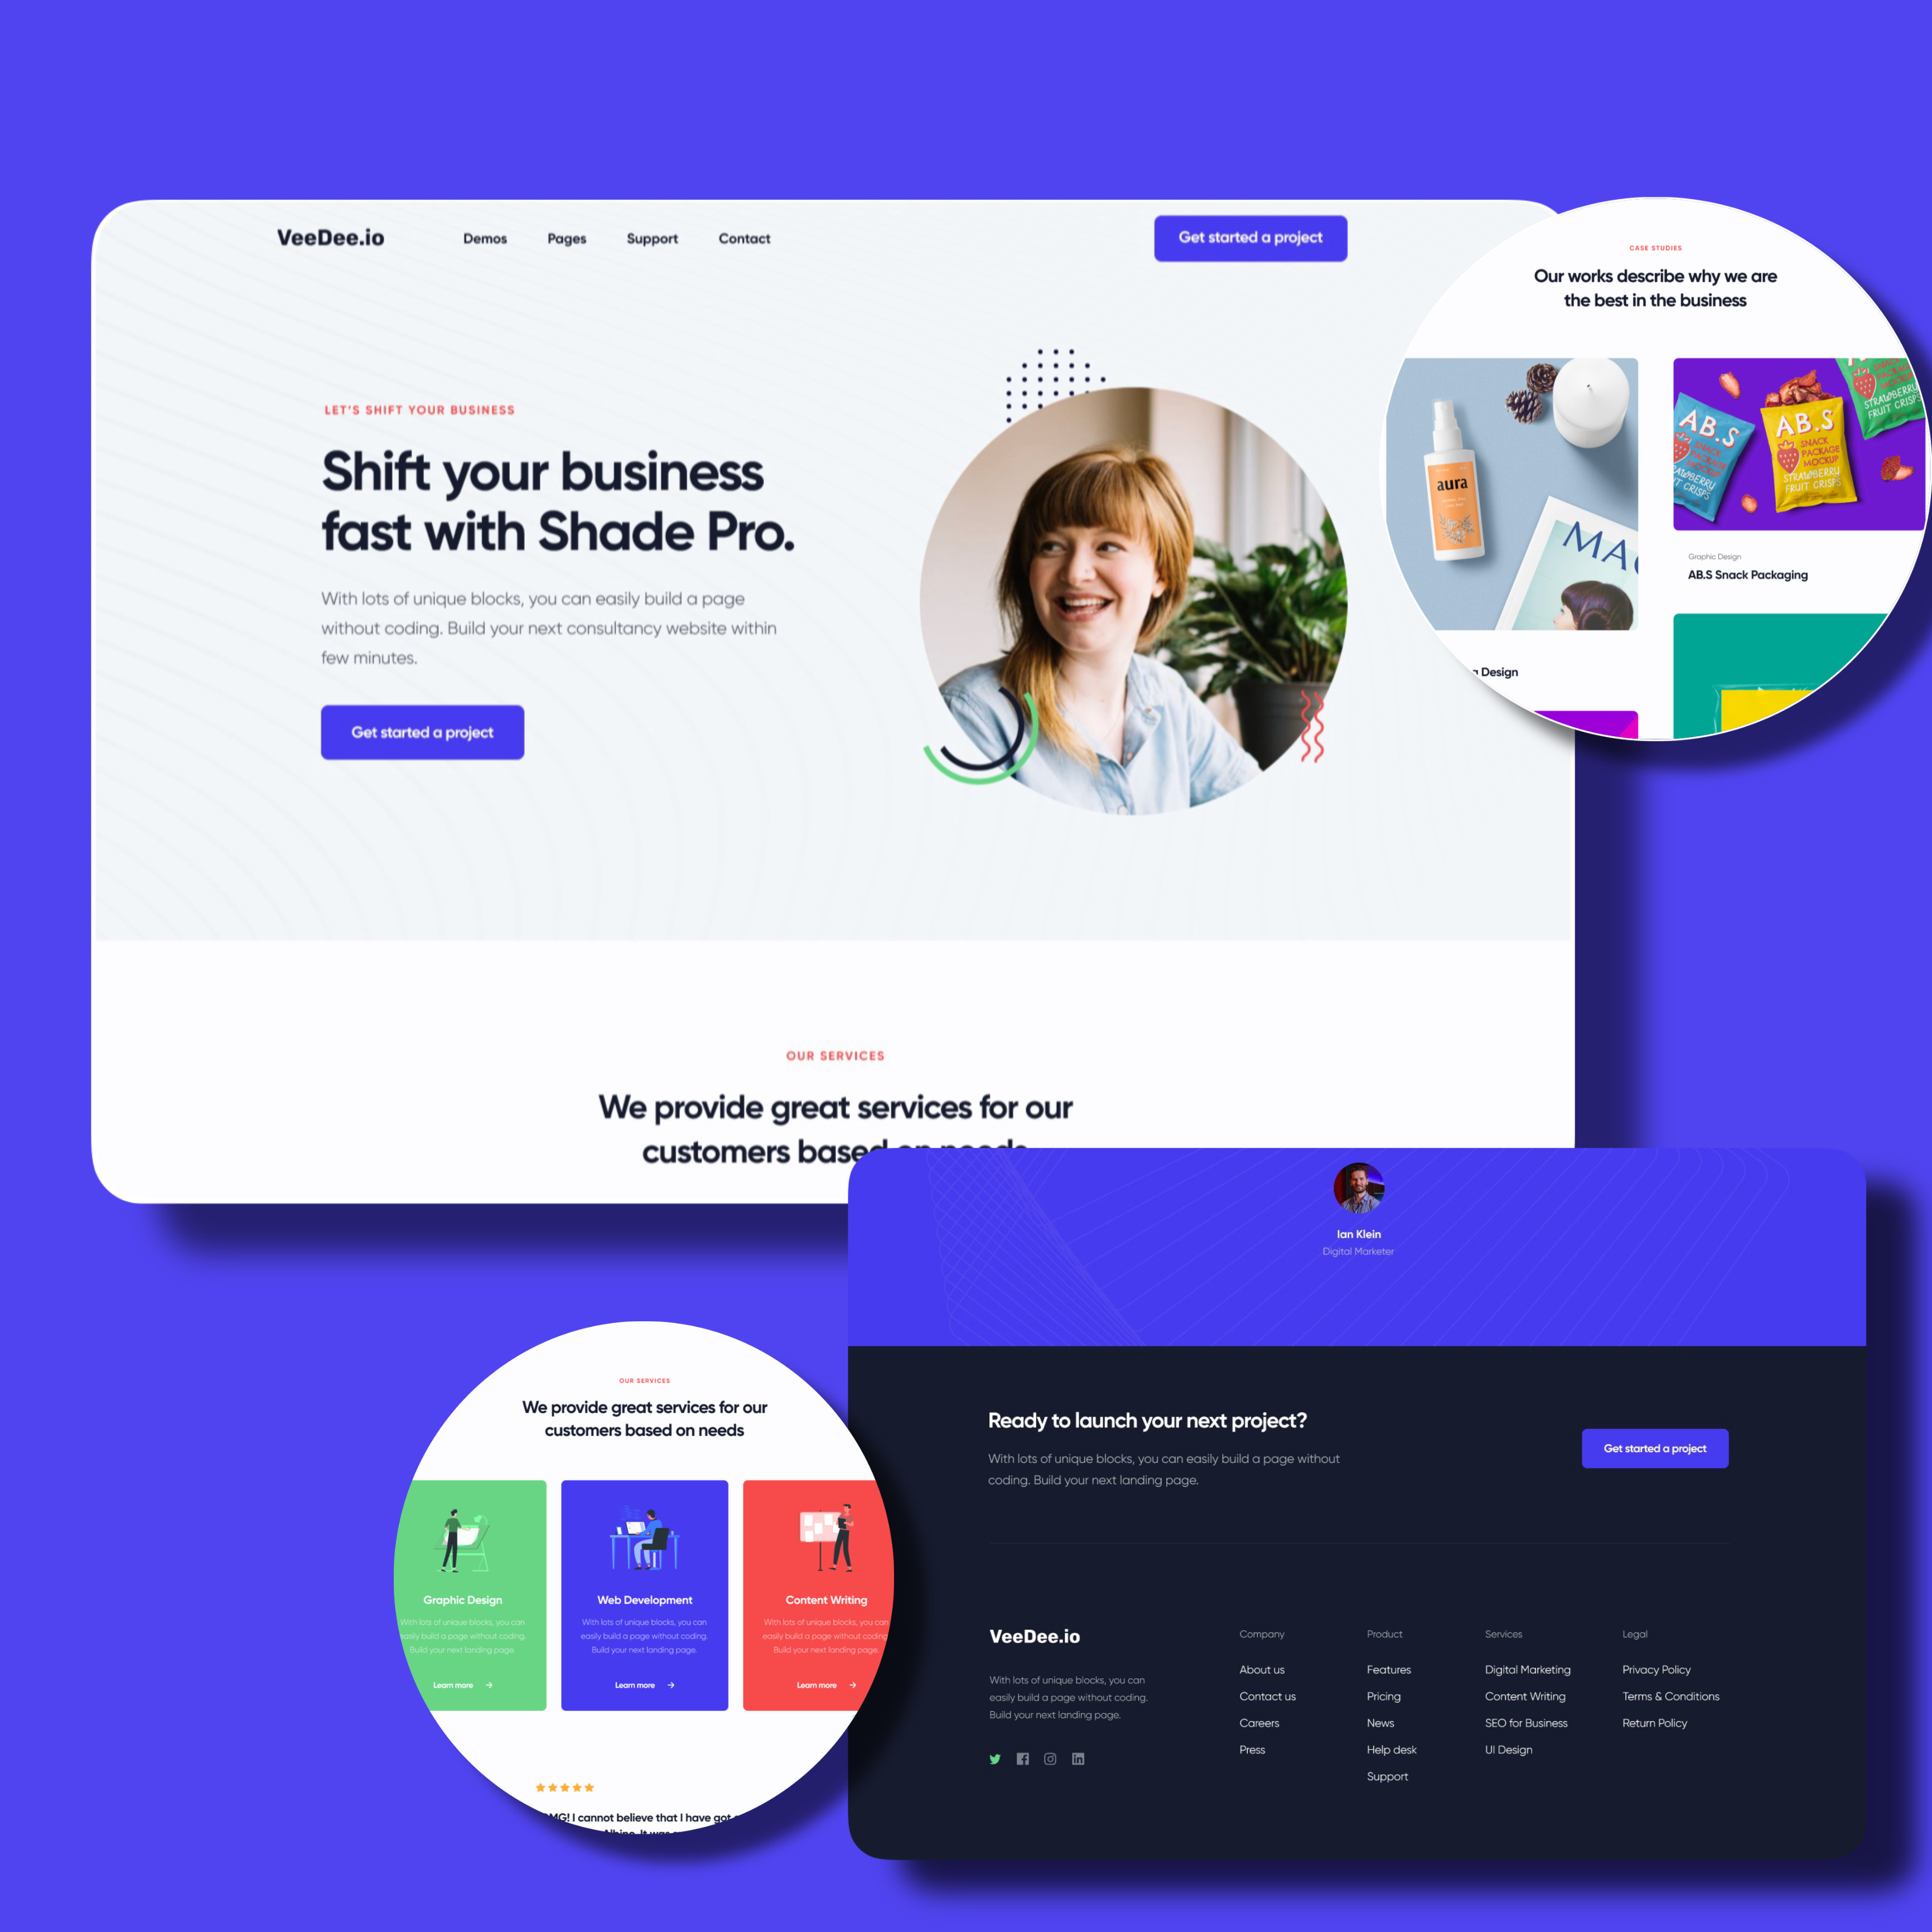 VeeDee.io
Demos
Pages
Support
Contact
Get started a project
LET'S SHIFT YOUR BUSINESS
Shift your business
fast with Shade Pro.
With lots of unique blocks, you can easily build a page
without coding. Build your next consultancy website within
few minutes.
Get started a project
CASE STUDIES
Our works describe why we are
the best in the business
aura
AB.S
AB.S
SNACK
PACKAGE
MOCKUP
STRAWBERRY
FRUIT CRISPS
STRAWBERRY
FRUIT CRISPS
Graphic Design
AB.S Snack Packaging
Design
OUR SERVICES
We provide great services for our
customers based on needs
Ian Klein
Digital Marketer
OUR SERVICES
We provide great services for our
customers based on needs
Graphic Design
With lots of unique blocks, you can
easily build a page without coding.
Build your next landing page.
Learn more
Web Development
With lots of unique blocks, you can
easily build a page without coding.
Build your next landing page.
Learn more
Content Writing
With lots of unique blocks, you can
easily build a page without coding
Build your next landing page.
Learn more
I cannot believe that I have got
Ready to launch your next project?
With lots of unique blocks, you can easily build a page without
coding. Build your next landing page.
Get started a project
VeeDee.io
With lots of unique blocks, you can
easily build a page without coding.
Build your next landing page.
Company
About us
Contact us
Careers
Press
Product
Features
Pricing
News
Help desk
Support
Services
Digital Marketing
Content Writing
SEO for Business
UI Design
Legal
Privacy Policy
Terms & Conditions
Return Policy